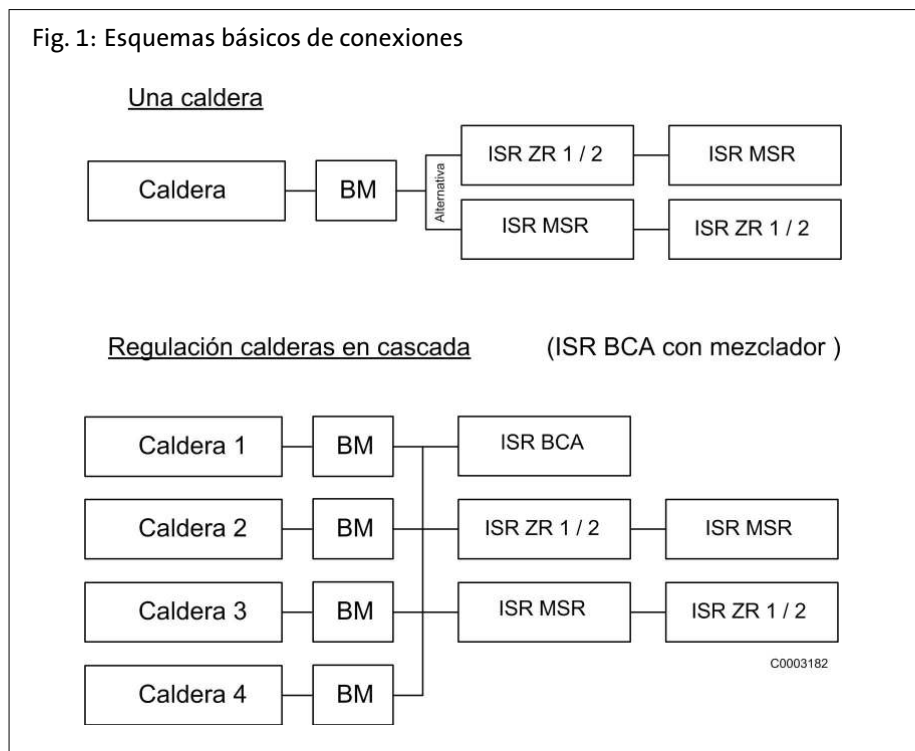 Fig. 1: Esquemas básicos de conexiones
Una caldera
Caldera
BM
Alternativa
ISR ZR 1 / 2
ISR MSR
ISR MSR
ISR ZR 1 / 2
Regulación calderas en cascada
(ISR BCA con mezclador )
Caldera 1
BM
ISR BCA
Caldera 2
BM
ISR ZR 1 / 2
ISR MSR
Caldera 3
BM
ISR MSR
ISR ZR 1 / 2
C0003182
Caldera 4
BM